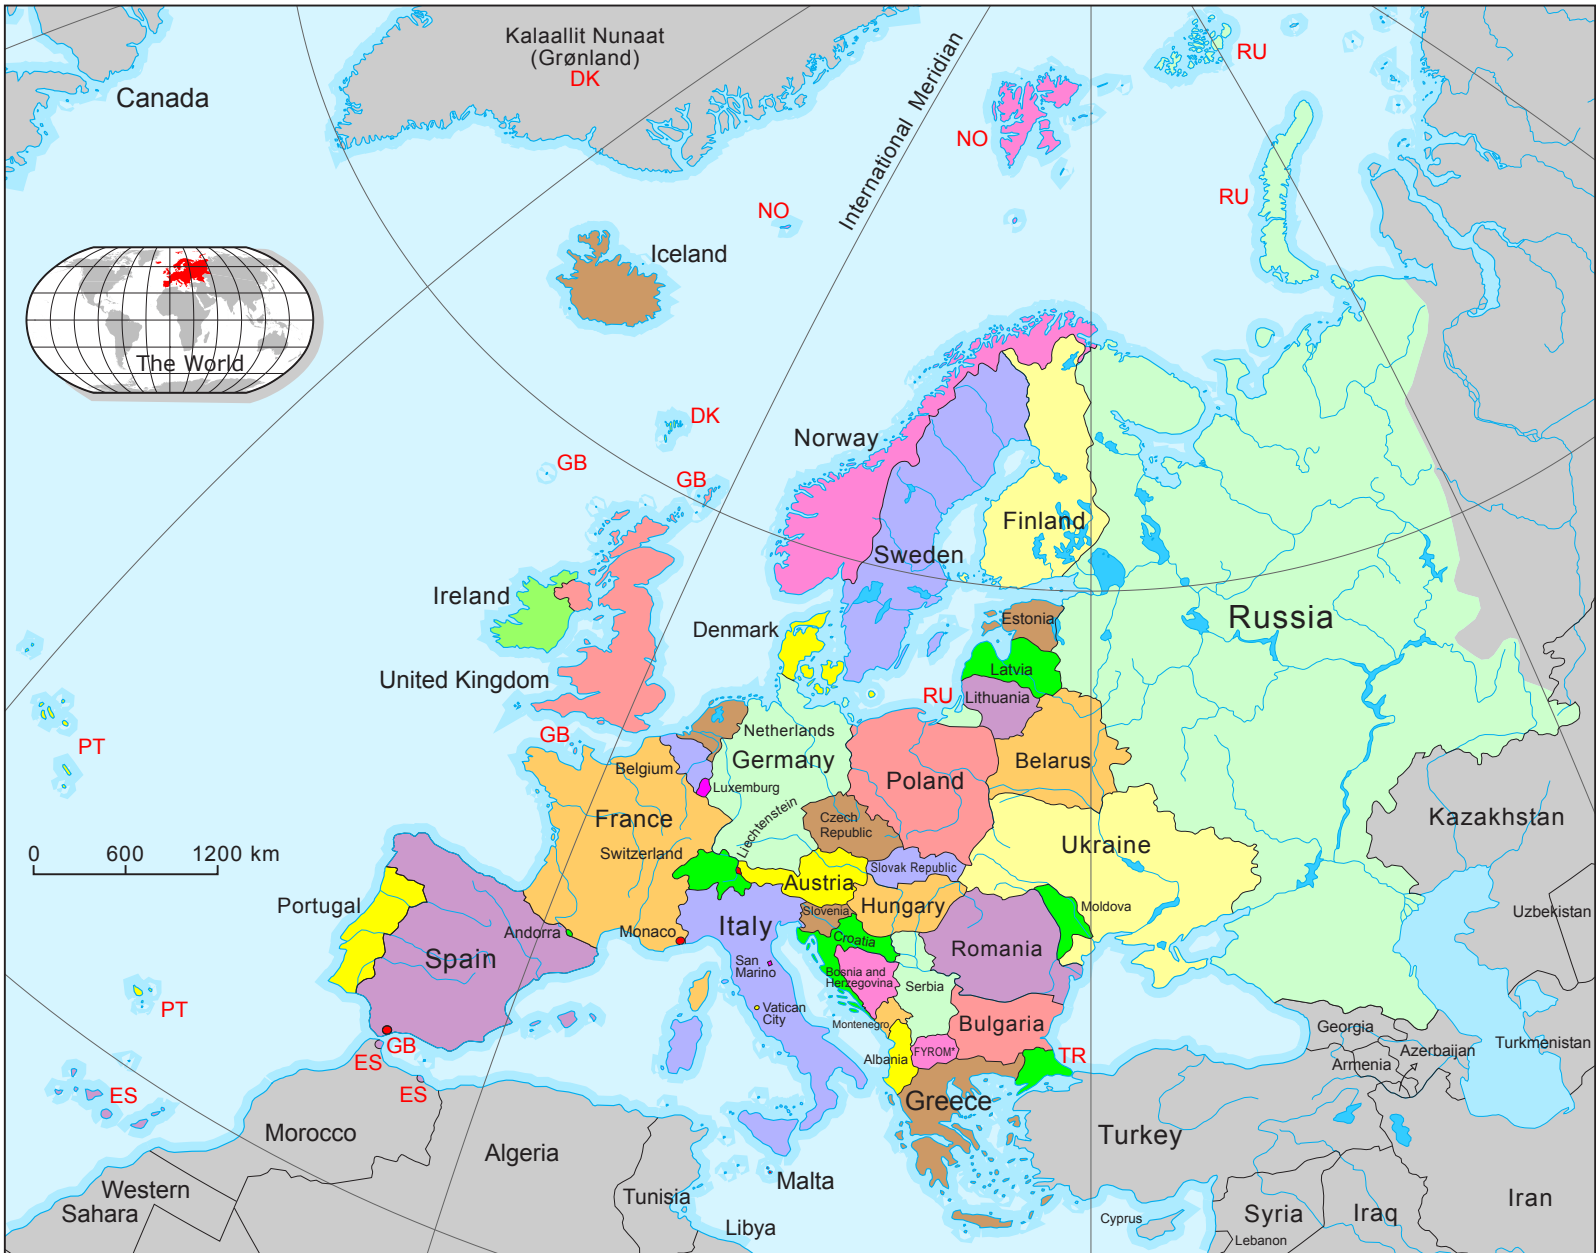 Kalaallit Nunaat
(Grønland)
DK
RU
Canada
International Meridian
NO
RU
NO
Iceland
The World
DK
Norway
GB
GB
Finland
Sweden
Ireland
Russia
Estonia
Denmark
Latvia
United Kingdom
RU
Lithuania
PT
GB
Netherlands
Belgium
Germany
Belarus
Poland
Luxemburg
Kazakhstan
France
Liechtenstein
Czech
Republic
Ukraine
0 600 1200 km
Switzerland
Slovak Republic
Austria
Portugal
Hungary
Moldova
Uzbekistan
Slovenia
Andorra
Monaco
Italy
Croatia
Romania
Spain
San
Marino
Bosnia and
Herzegovina
Serbia
PT
Vatican
City
Montenegro
Bulgaria
Georgia
GB
Turkmenistan
ES
Albania
FYROM*
TR
Azerbaijan
Armenia
ES
ES
Greece
Morocco
Turkey
Algeria
Malta
Western
Sahara
Tunisia
Iran
Libya
Cyprus
Syria
Iraq
Lebanon